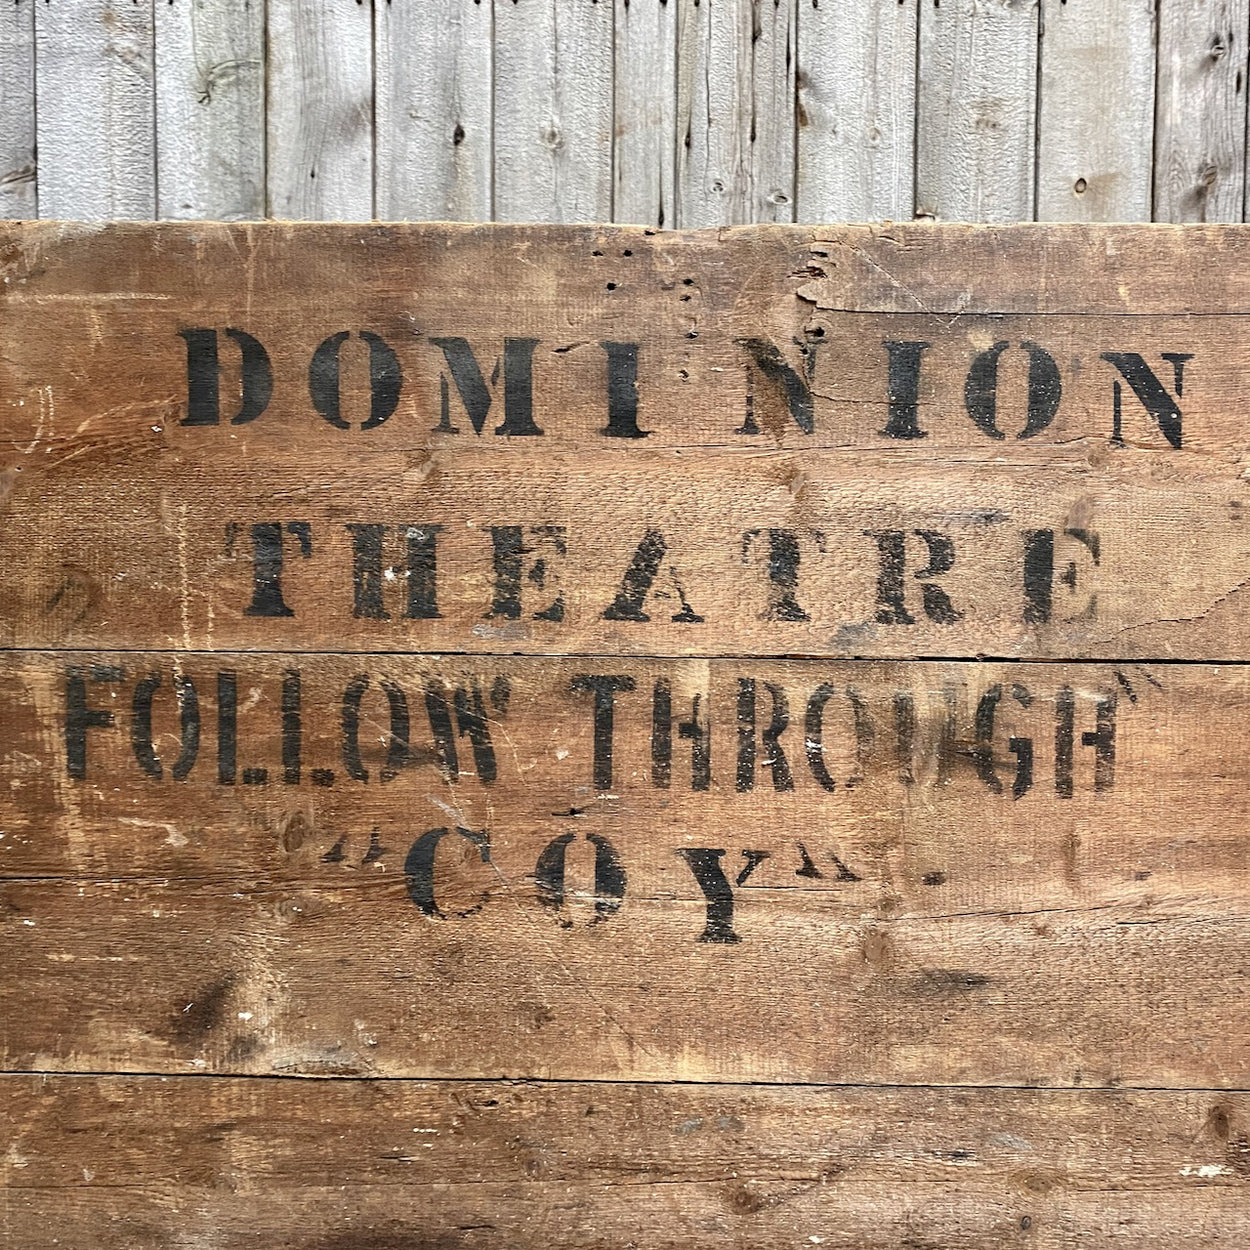 DOMINION
THEATRE
FOLLOW THROUGH"
"COY"